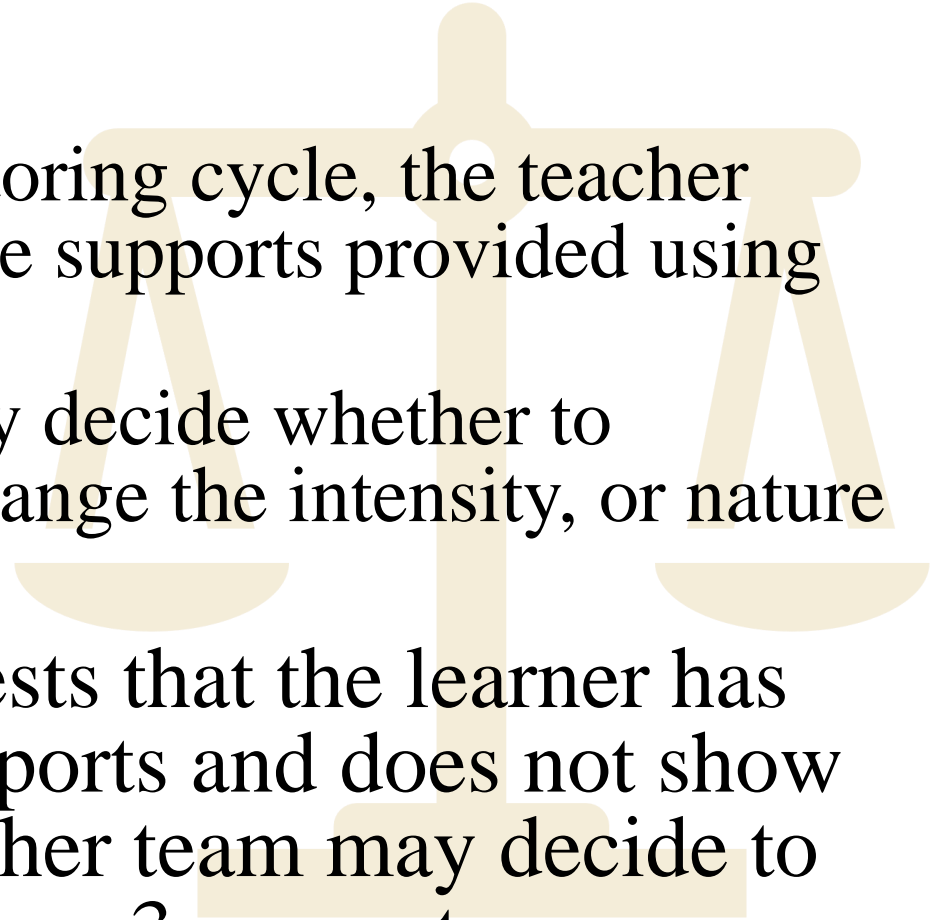 oring cycle, the teacher
e supports provided using
y decide whether to
ange the intensity, or nature
ests that the learner has
ports and does not show
her team may decide to